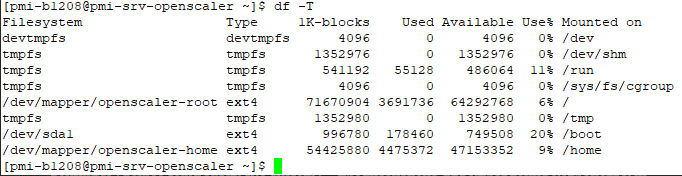 [pmi-b1208@pmi-srv-openscaler ~]$ df -T
Filesystem Type 1K-blocks Used Available Use% Mounted on
devtmpfs devtmpfs 4096 0 4096 0% /dev
tmpfs tmpfs 1352976 0 1352976 0% /dev/shm
tmpfs tmpfs 541192 55128 486064 11% /run
tmpfs tmpfs 4096 0 4096 0% /sys/fs/cgroup
/dev/mapper/openscaler-root ext4 71670904 3691736 64292768 6% /
tmpfs tmpfs 1352980 0 1352980 0% /tmp
/dev/sda1 ext4 996780 178460 749508 20% /boot
/dev/mapper/openscaler-home ext4 54425880 4475372 47153352 9% /home
[pmi-b1208@pmi-srv-openscaler ~]$